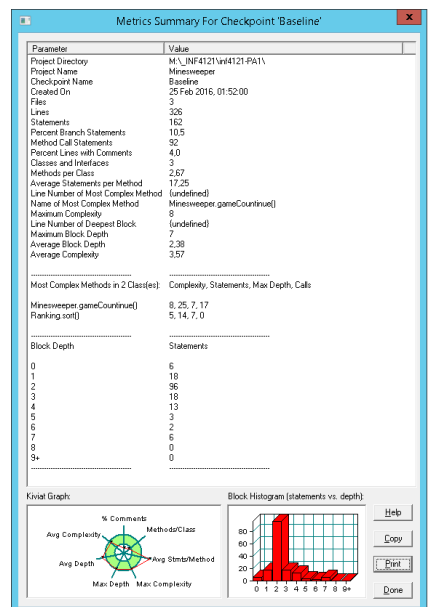 Metrics Summary For Checkpoint 'Baseline'
x
Parameter Value
Project Directory M:\_INF4121\inf4121-PA1\
Project Name Minesweeper
Checkpoint Name Baseline
Created On 25 Feb 2016, 01:52:00
Files 3
Lines 326
Statements 162
Percent Branch Statements 10,5
Method Call Statements 92
Percent Lines with Comments 4,0
Classes and Interfaces 3
Methods per Class 2,67
Average Statements per Method 17,25
Line Number of Most Complex Method {undefined}
Name of Most Complex Method Minesweeper.gameCountinue()
Maximum Complexity 8
Line Number of Deepest Block {undefined}
Maximum Block Depth 7
Average Block Depth 2,38
Average Complexity 3,57
Most Complex Methods in 2 Class(es): Complexity, Statements, Max Depth, Calls
Minesweeper.gameCountinue() 8, 25, 7, 17
Ranking.sort() 5, 14, 7, 0
Block Depth Statements
0 6
1 18
2 96
3 18
4 13
5 3
6 2
7 6
8 0
9+ 0
Kiviat Graph: Block Histogram (statements vs. depth):
% Comments
Methods/Class
Avg Complexity
Avg Stmts/Method
Avg Depth
Max Depth Max Complexity
80
60
40
20
0
0 1 2 3 4 5 6 7 8 9+
Help
Copy
Print
Done